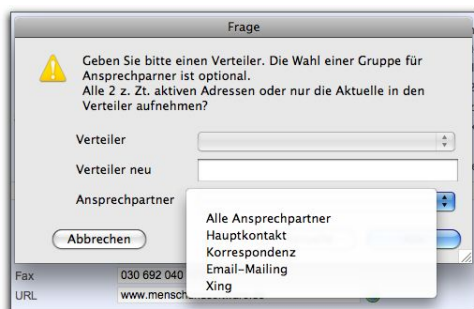 Frage
Geben Sie bitte einen Verteiler. Die Wahl einer Gruppe für
Ansprechparner ist optional.
Alle 2 z. Zt. aktiven Adressen oder nur die Aktuelle in den
Verteiler aufnehmen?
Verteiler
Verteiler neu
Ansprechpartner
Alle Ansprechpartner
Hauptkontakt
Korrespondenz
Email-Mailing
Xing
Abbrechen
Fax 030 692 040
URL